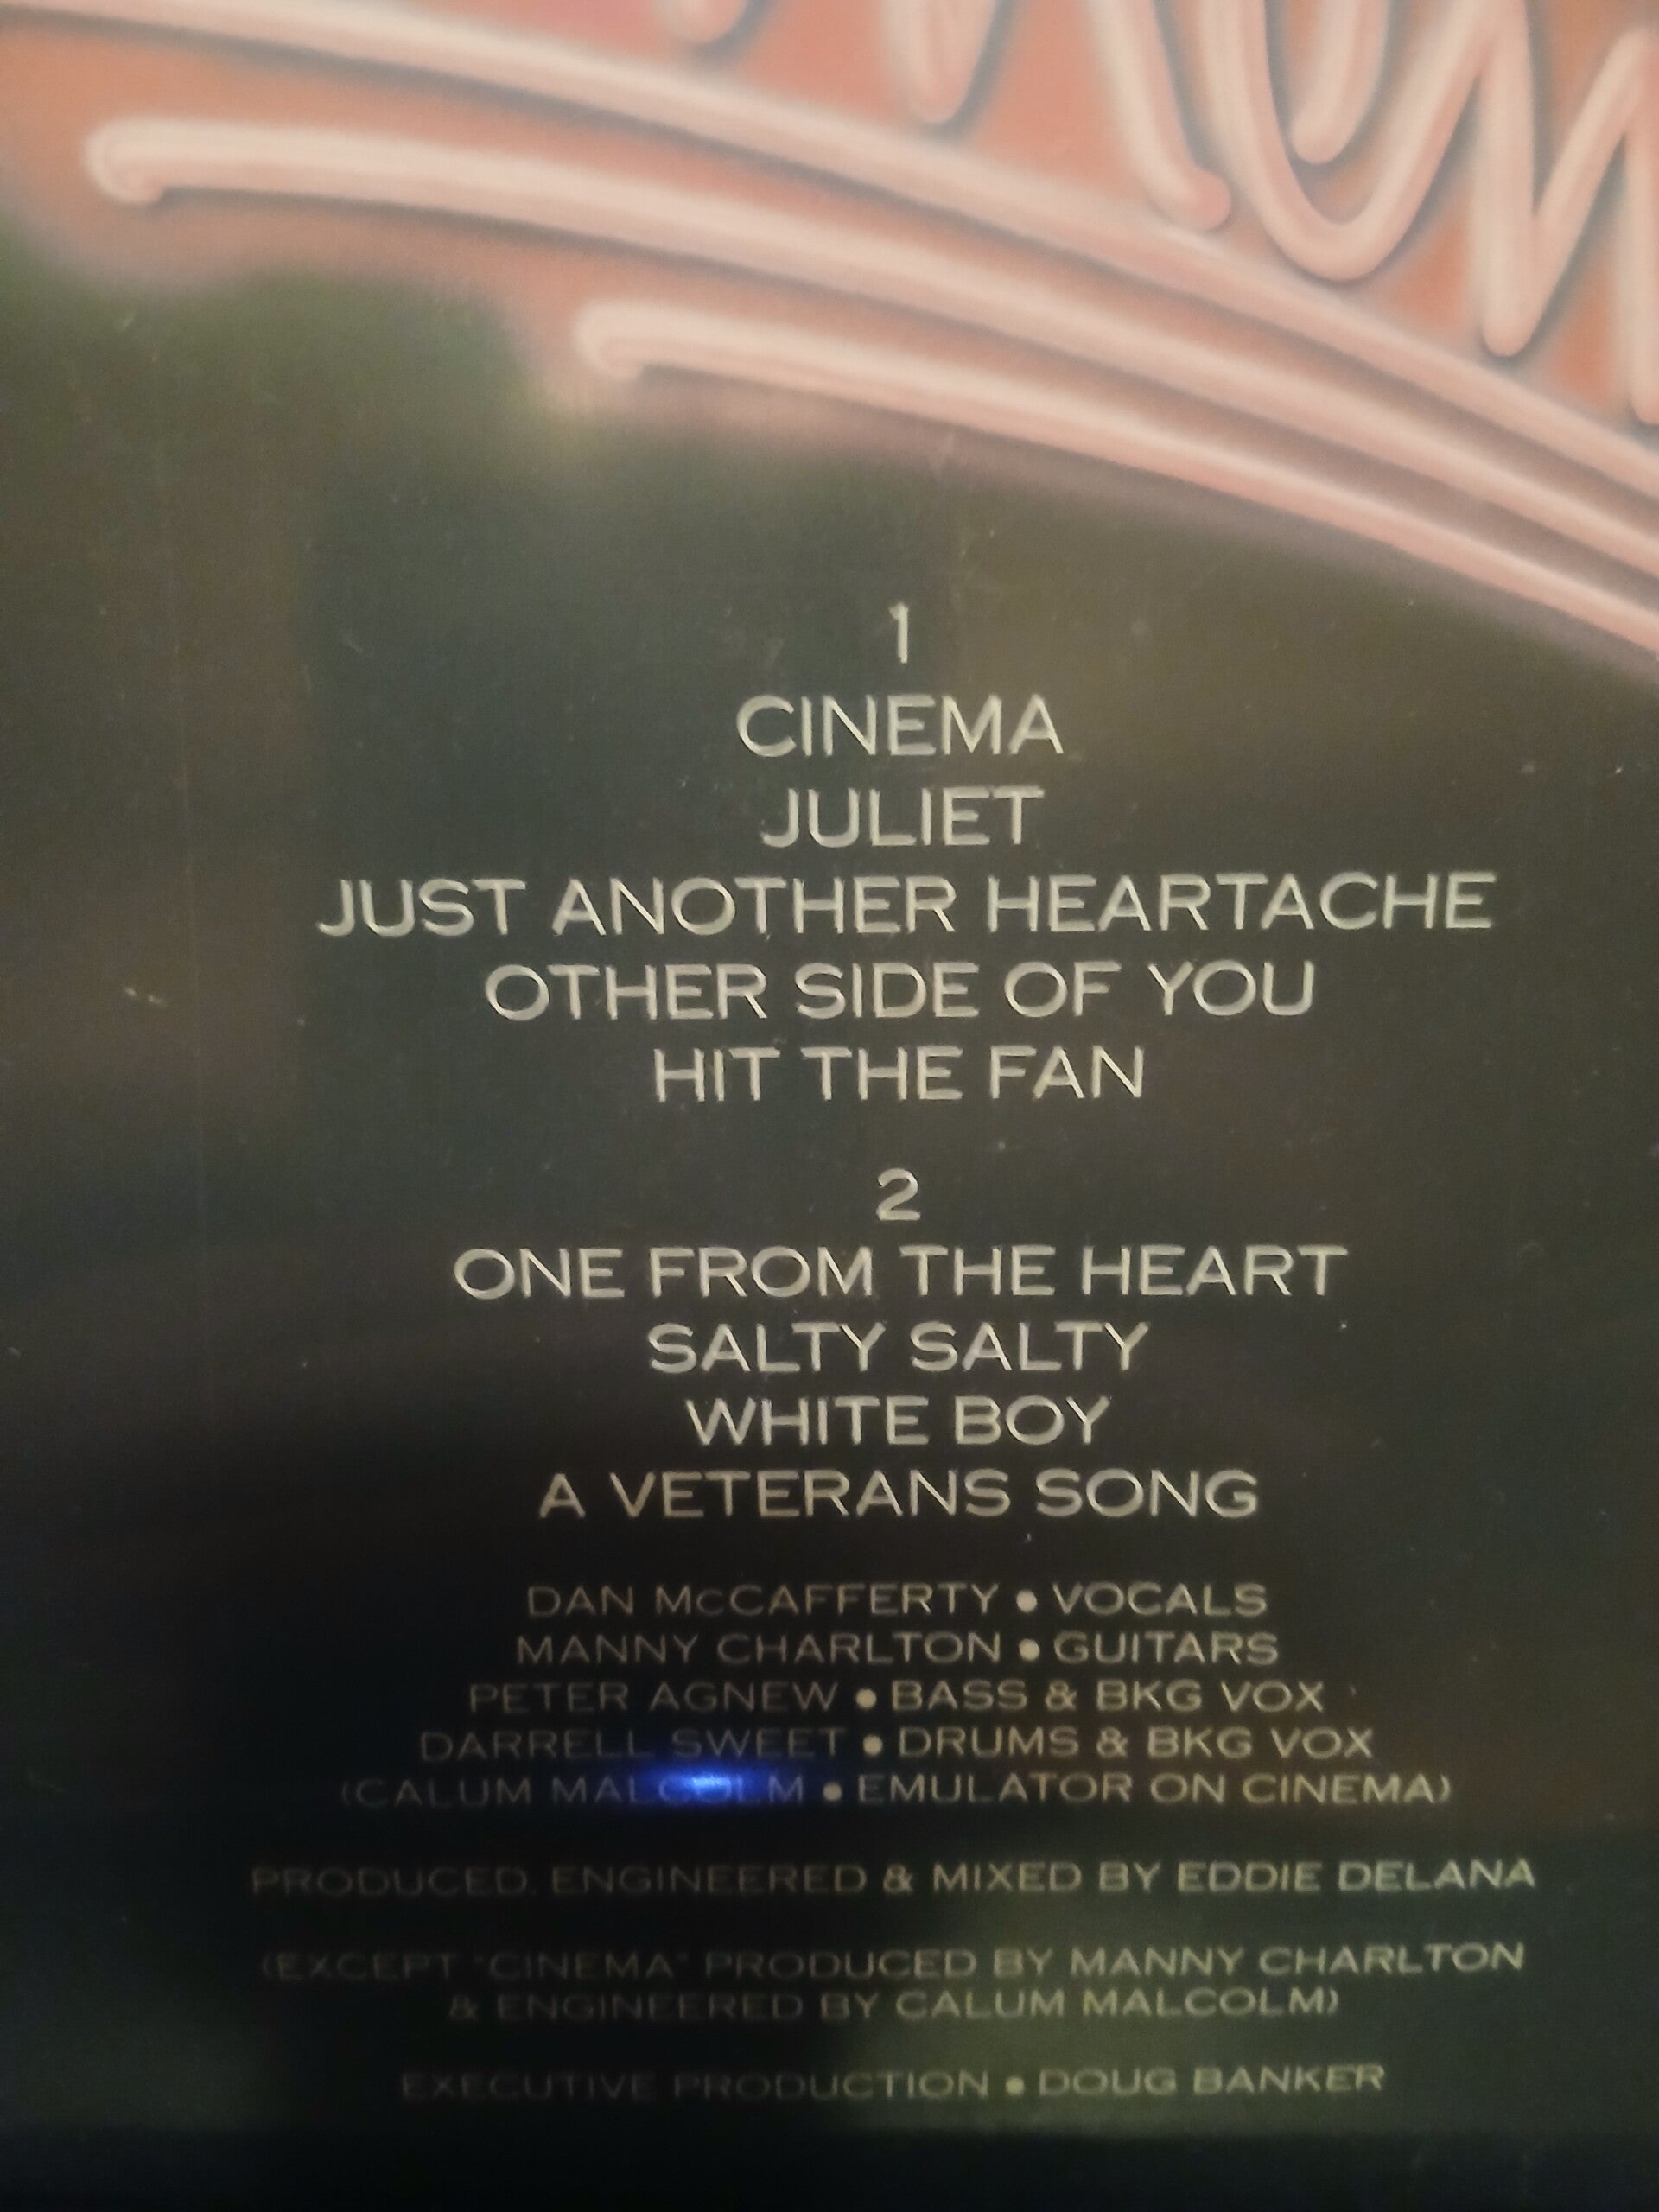 1
CINEMA
JULIET
JUST ANOTHER HEARTACHE
OTHER SIDE OF YOU
HIT THE FAN
2
ONE FROM THE HEART
SALTY SALTY
WHITE BOY
A VETERANS SONG
DAN McCAFFERTY • VOCALS
MANNY CHARLTON • GUITARS
PETER AGNEW • BASS & BKG VOX
DARRELL SWEET • DRUMS & BKG VOX
(CALUM MALCOLM • EMULATOR ON CINEMA)
PRODUCED, ENGINEERED & MIXED BY EDDIE DELANA
(EXCEPT "CINEMA" PRODUCED BY MANNY CHARLTON
& ENGINEERED BY CALUM MALCOLM)
EXECUTIVE PRODUCTION • DOUG BANKER